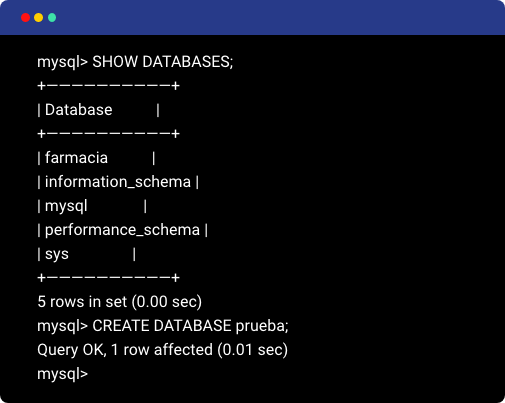 mysql> SHOW DATABASES;
+——————————+
| Database           |
+——————————+
| farmacia           |
| information_schema |
| mysql              |
| performance_schema |
| sys                |
+——————————+
5 rows in set (0.00 sec)
mysql> CREATE DATABASE prueba;
Query OK, 1 row affected (0.01 sec)
mysql>